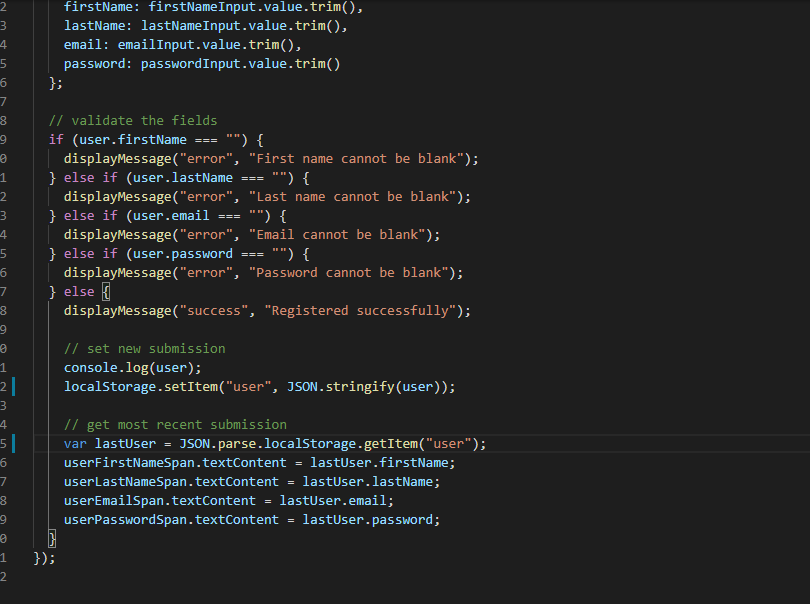 2 firstName: firstNameInput.value.trim(),
3 lastName: lastNameInput.value.trim(),
4 email: emailInput.value.trim(),
5 password: passwordInput.value.trim()
6 };
7
8 // validate the fields
9 if (user.firstName === "") {
0 displayMessage("error", "First name cannot be blank");
1 } else if (user.lastName === "") {
2 displayMessage("error", "Last name cannot be blank");
3 } else if (user.email === "") {
4 displayMessage("error", "Email cannot be blank");
5 } else if (user.password === "") {
6 displayMessage("error", "Password cannot be blank");
7 } else {
8 displayMessage("success", "Registered successfully");
9
0 // set new submission
1 console.log(user);
2 localStorage.setItem("user", JSON.stringify(user));
3
4 // get most recent submission
5 var lastUser = JSON.parse.localStorage.getItem("user");
6 userFirstNameSpan.textContent = lastUser.firstName;
7 userLastNameSpan.textContent = lastUser.lastName;
8 userEmailSpan.textContent = lastUser.email;
9 userPasswordSpan.textContent = lastUser.password;
0 }
1 });
2